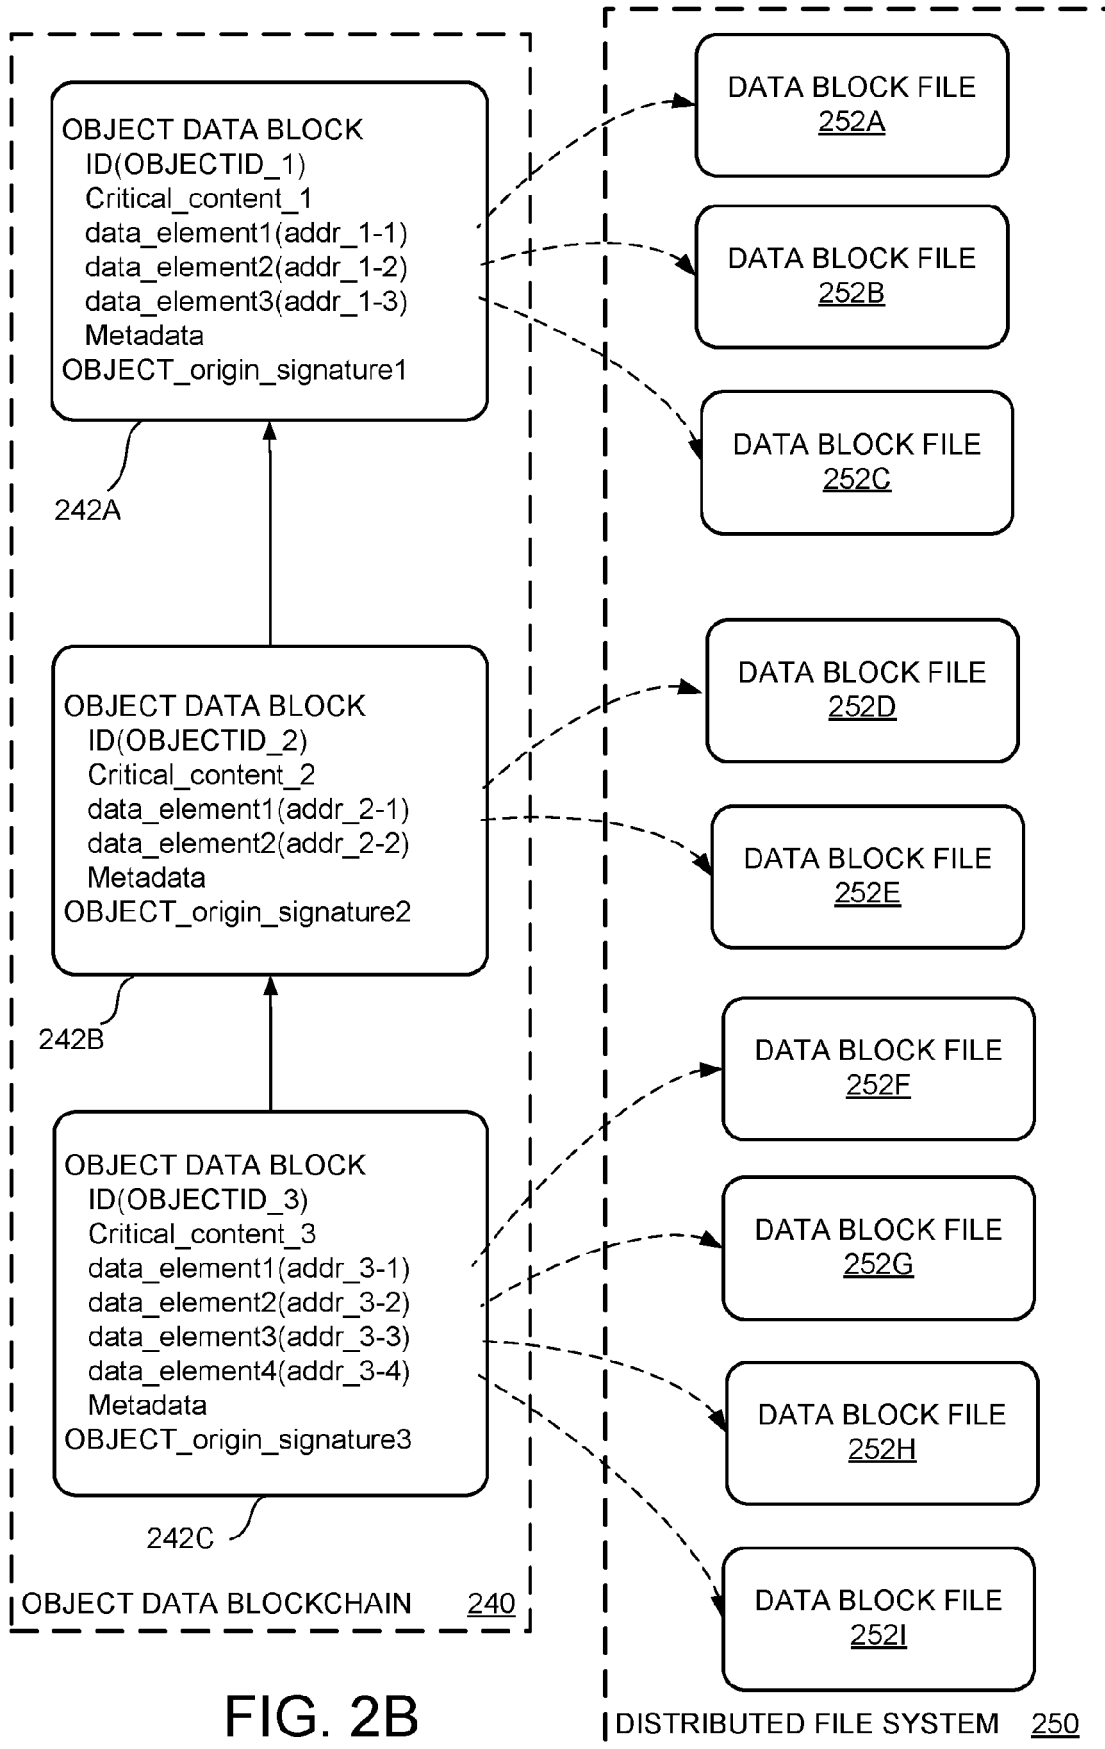 OBJECT DATA BLOCK
ID(OBJECTID_1)
Critical_content_1
data_element1(addr_1-1)
data_element2(addr_1-2)
data_element3(addr_1-3)
Metadata
OBJECT_origin_signature1
242A
OBJECT DATA BLOCK
ID(OBJECTID_2)
Critical_content_2
data_element1(addr_2-1)
data_element2(addr_2-2)
Metadata
OBJECT_origin_signature2
242B
OBJECT DATA BLOCK
ID(OBJECTID_3)
Critical_content_3
data_element1(addr_3-1)
data_element2(addr_3-2)
data_element3(addr_3-3)
data_element4(addr_3-4)
Metadata
OBJECT_origin_signature3
242C
OBJECT DATA BLOCKCHAIN 240
DATA BLOCK FILE
252A
DATA BLOCK FILE
252B
DATA BLOCK FILE
252C
DATA BLOCK FILE
252D
DATA BLOCK FILE
252E
DATA BLOCK FILE
252F
DATA BLOCK FILE
252G
DATA BLOCK FILE
252H
DATA BLOCK FILE
252I
DISTRIBUTED FILE SYSTEM 250
FIG. 2B